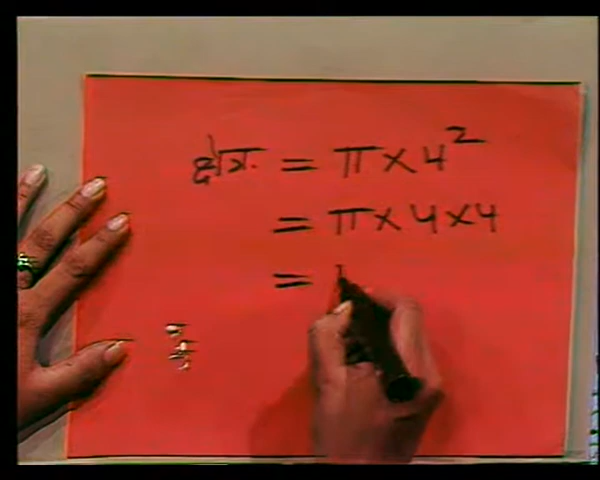 क्षेत्र. = π × 4²
= π × 4 × 4
=